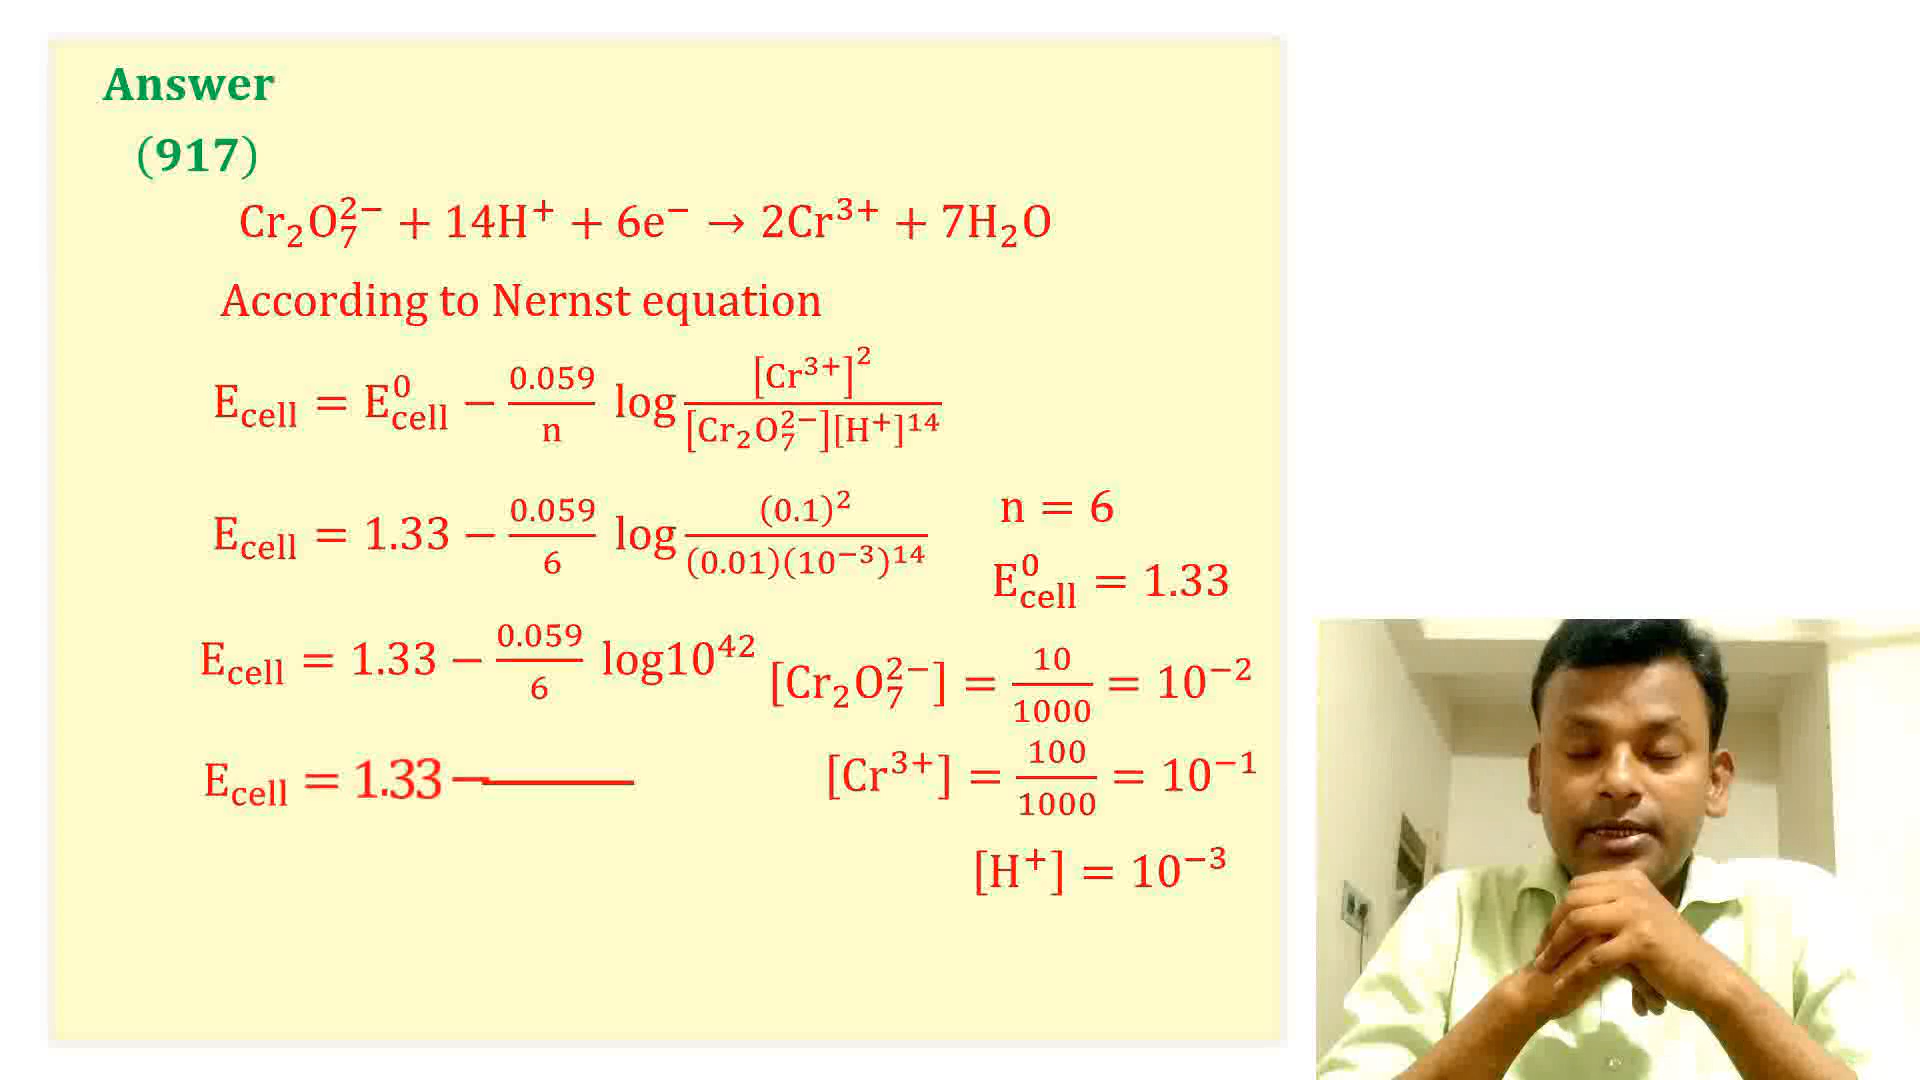 Answer
(917)
Cr₂O₇²⁻ + 14H⁺ + 6e⁻ → 2Cr³⁺ + 7H₂O
According to Nernst equation
E_cell = E⁰_cell − 0.059/n log [Cr³⁺]²/[Cr₂O₇²⁻][H⁺]¹⁴
E_cell = 1.33 − 0.059/6 log (0.1)²/(0.01)(10⁻³)¹⁴
n = 6
E⁰_cell = 1.33
E_cell = 1.33 − 0.059/6 log10⁴²
[Cr₂O₇²⁻] = 10/1000 = 10⁻²
E_cell = 1.33 −
[Cr³⁺] = 100/1000 = 10⁻¹
[H⁺] = 10⁻³